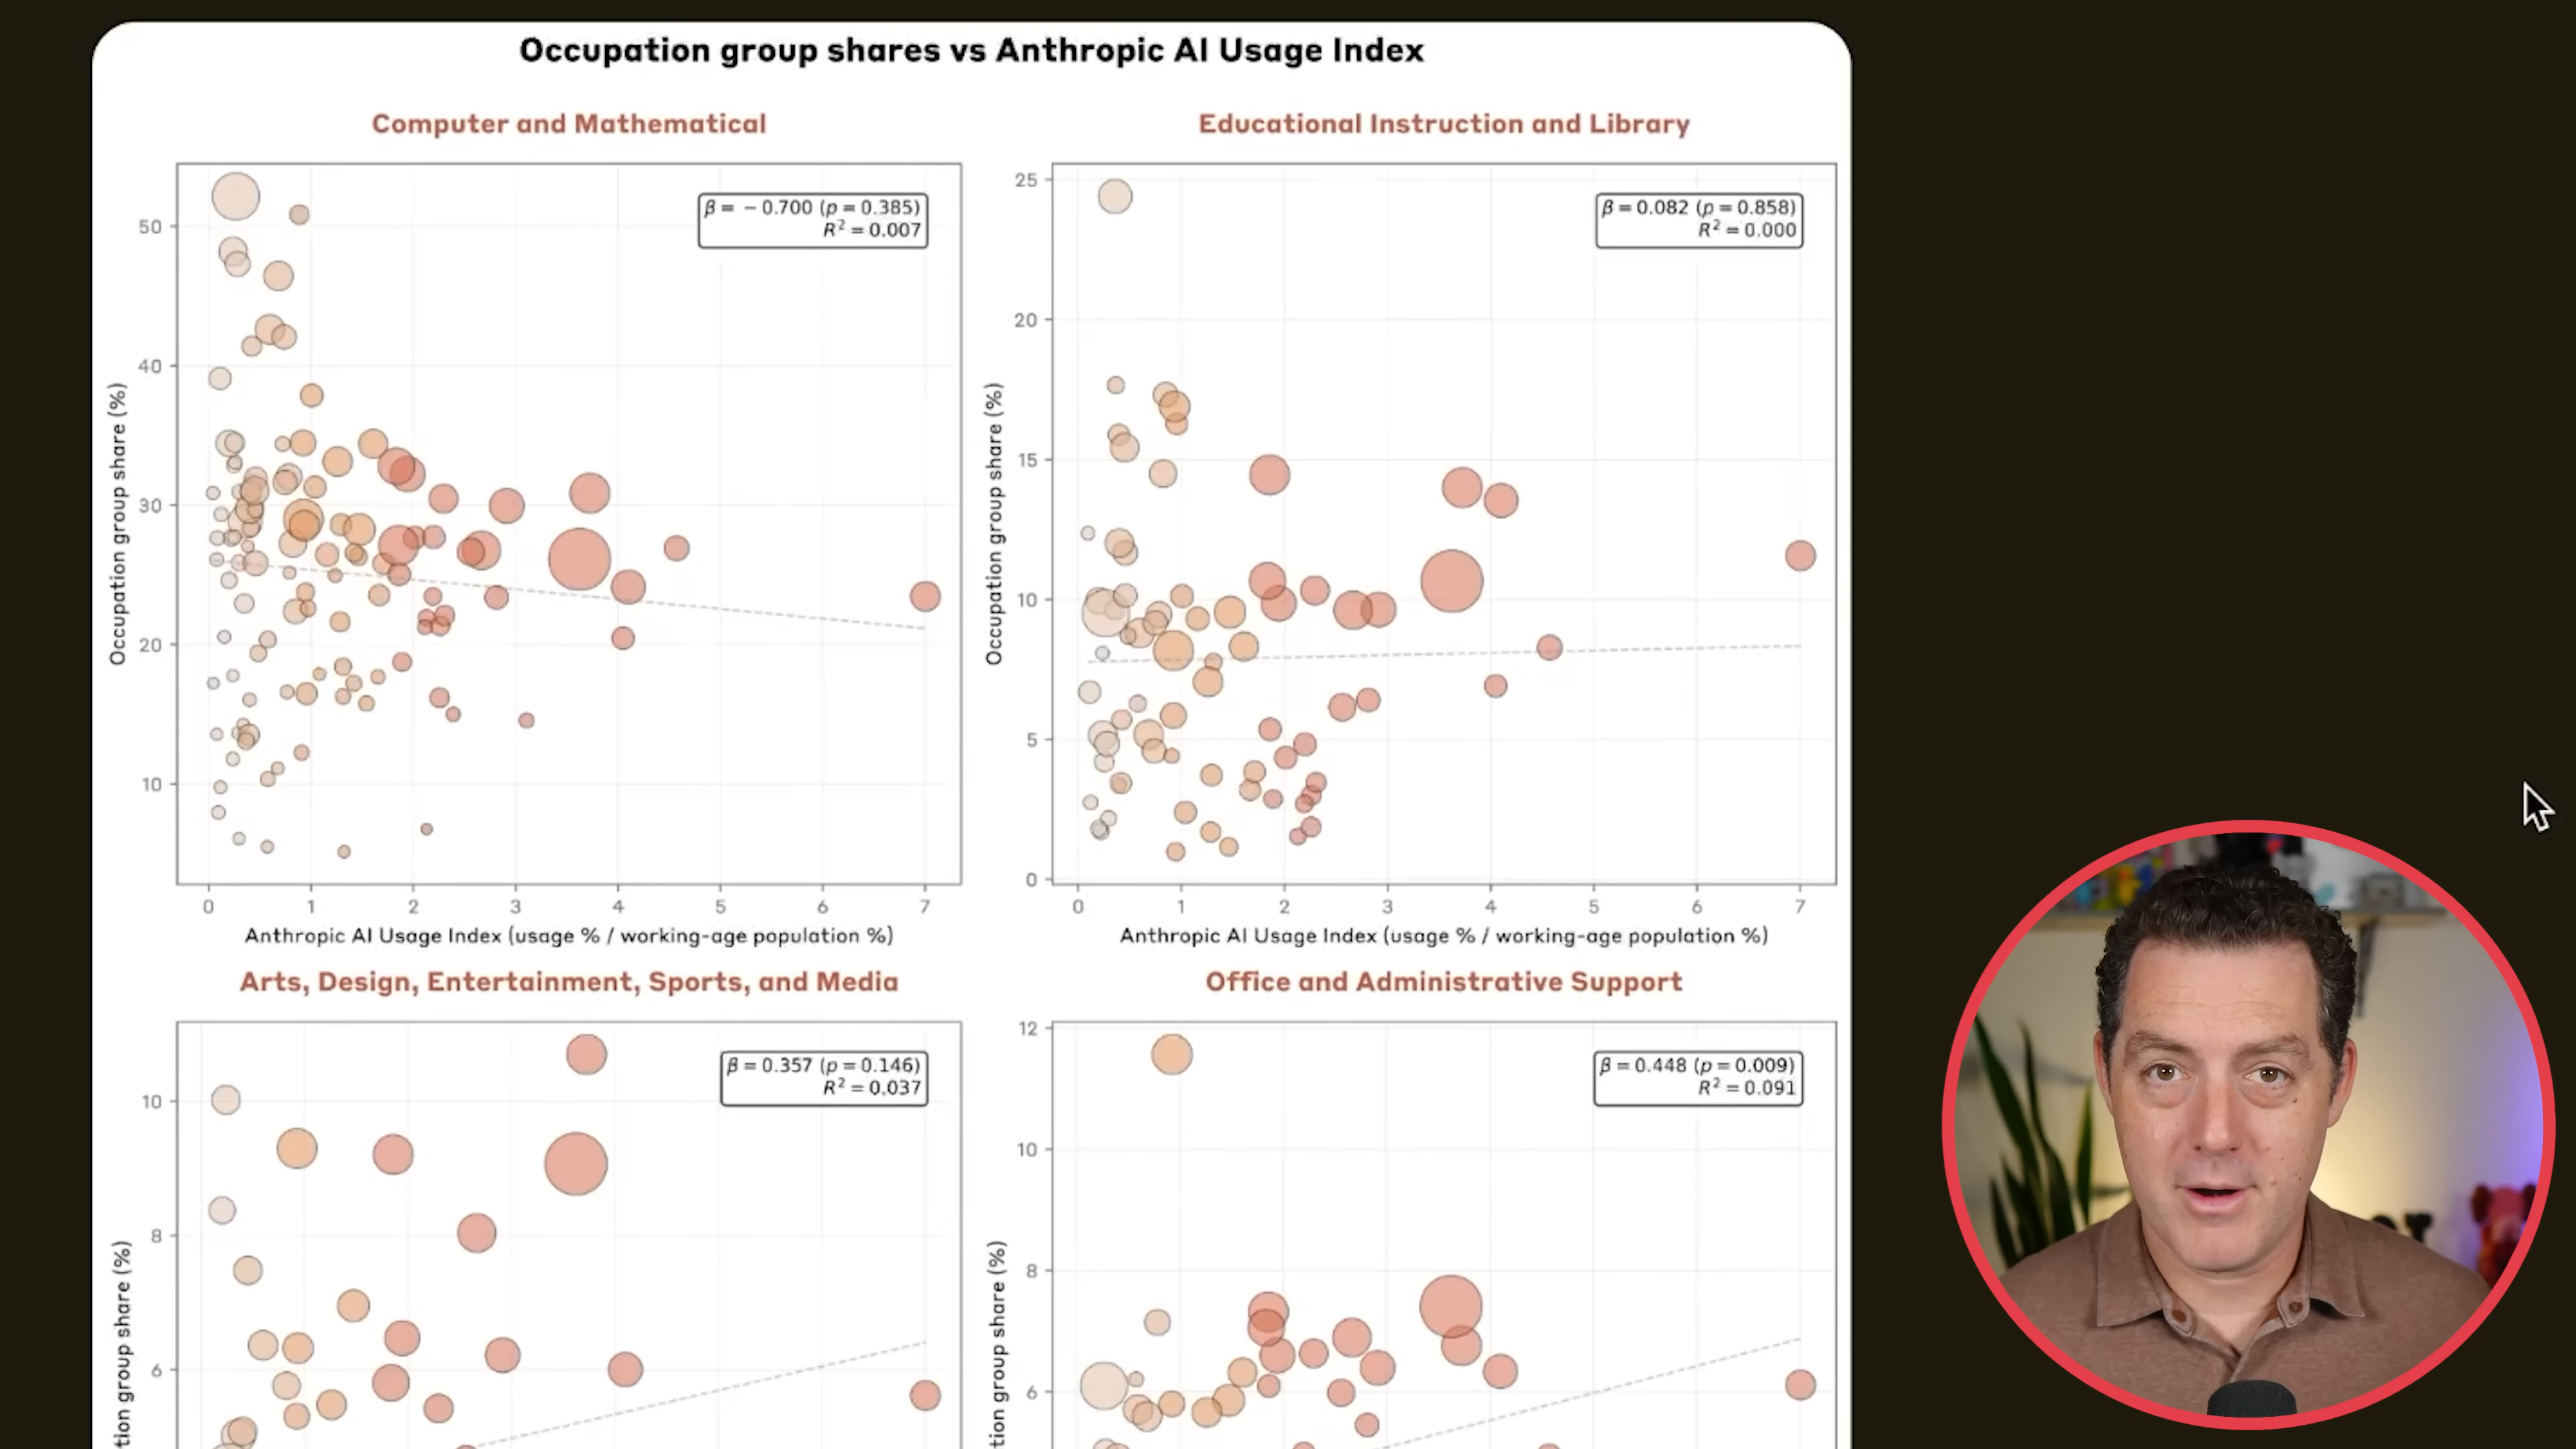 Occupation group shares vs Anthropic AI Usage Index
Computer and Mathematical
β = − 0.700 (p = 0.385)
R² = 0.007
50
40
30
20
10
Occupation group share (%)
0 1 2 3 4 5 6 7
Anthropic AI Usage Index (usage % / working-age population %)
Educational Instruction and Library
β = 0.082 (p = 0.858)
R² = 0.000
25
20
15
10
5
0
Occupation group share (%)
0 1 2 3 4 5 6 7
Anthropic AI Usage Index (usage % / working-age population %)
Arts, Design, Entertainment, Sports, and Media
β = 0.357 (p = 0.146)
R² = 0.037
10
8
6
tion group share (%)
Office and Administrative Support
β = 0.448 (p = 0.009)
R² = 0.091
12
10
8
6
tion group share (%)